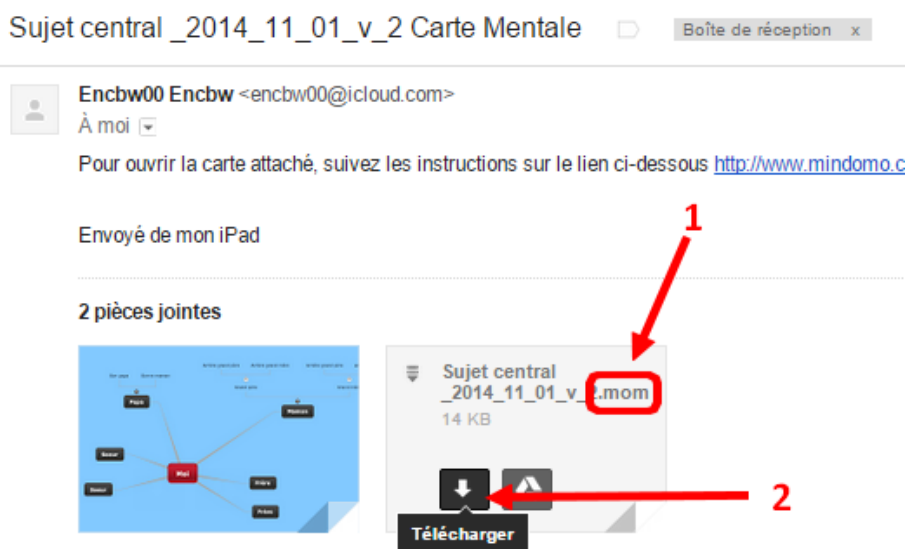 Sujet central _2014_11_01_v_2 Carte Mentale
Boîte de réception x
Encbw00 Encbw <encbw00@icloud.com>
À moi
Pour ouvrir la carte attaché, suivez les instructions sur le lien ci-dessous http://www.mindomo.c
1
Envoyé de mon iPad
2 pièces jointes
Sujet central
_2014_11_01_v_2.mom
14 KB
Papa
Maman
Soeur
Moi
Frère
Soeur
2
Télécharger